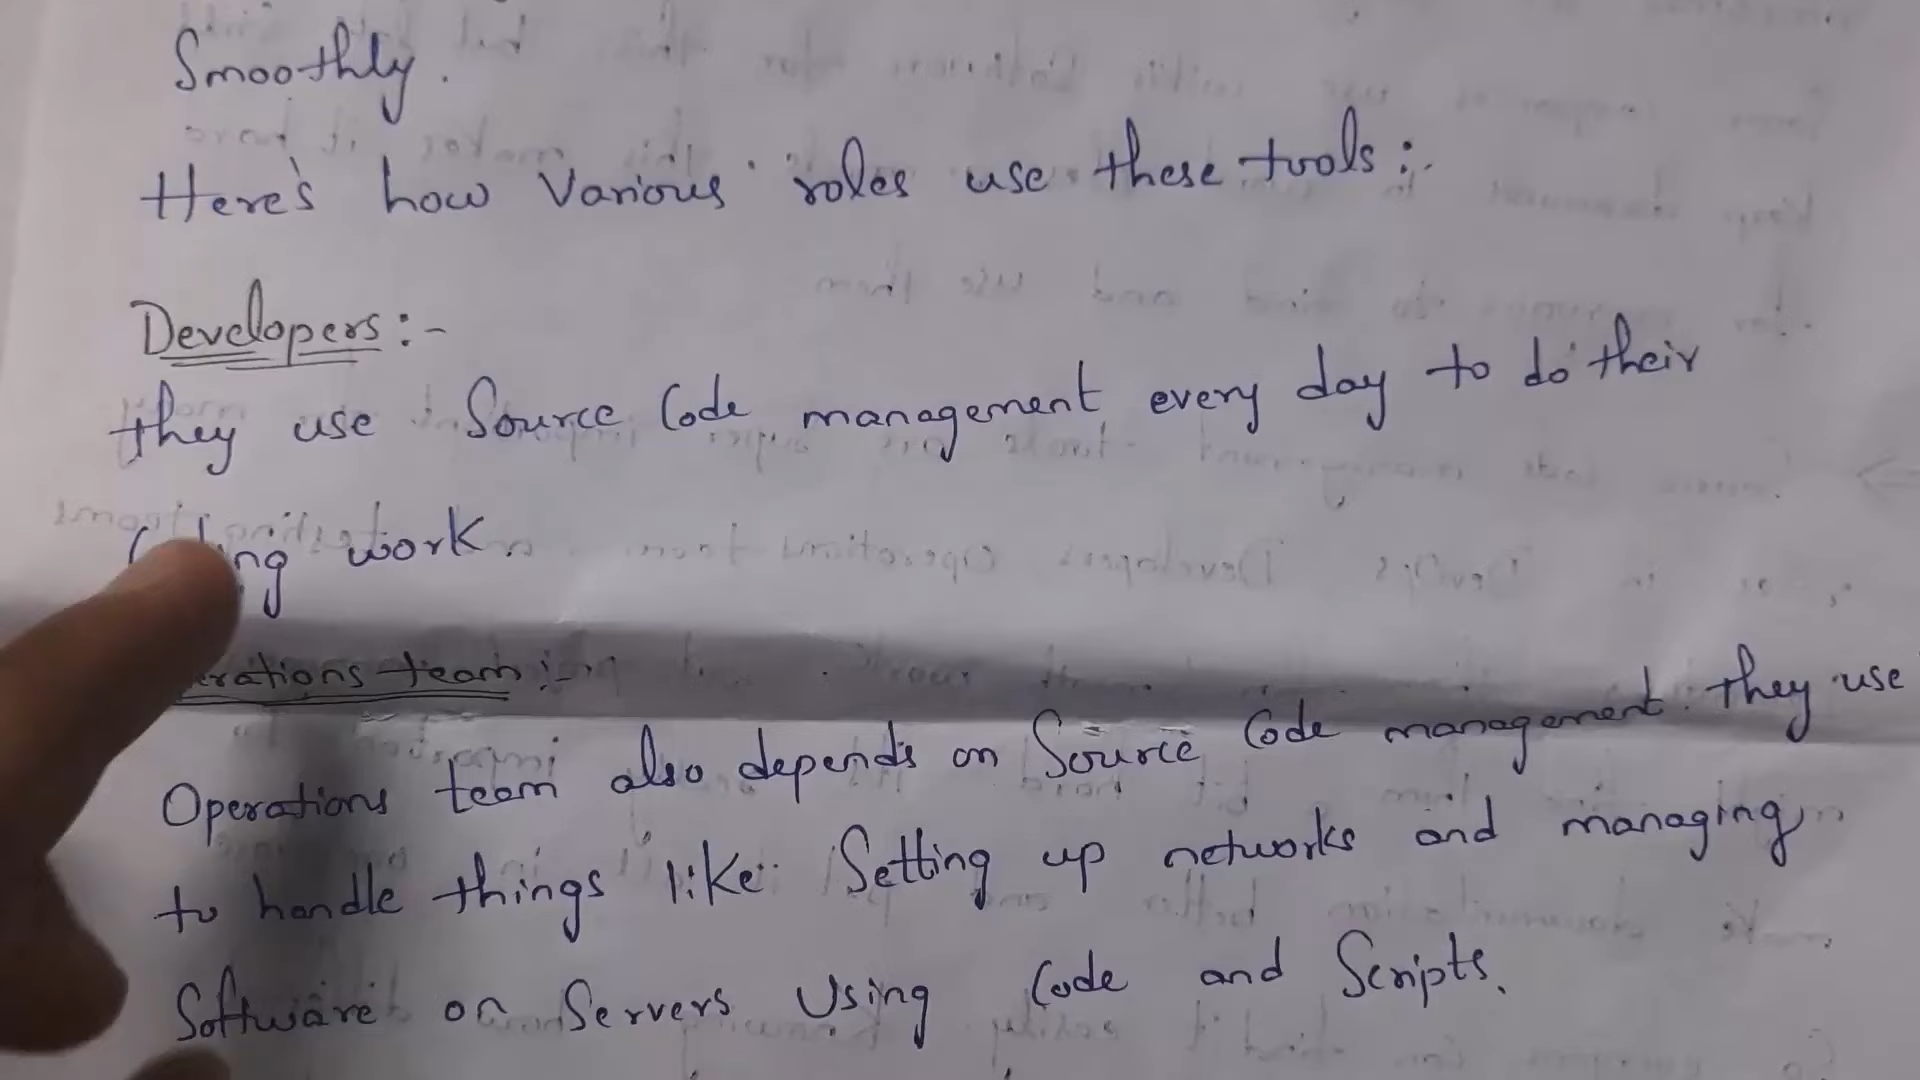 Smoothly.
Here's how Various roles use these tools :-
Developers :-
they use Source Code management every day to do their
work.
team :-
Operations team also depends on Source Code management. they use
to handle things like Setting up networks and managing
Software on Servers Using Code and Scripts.